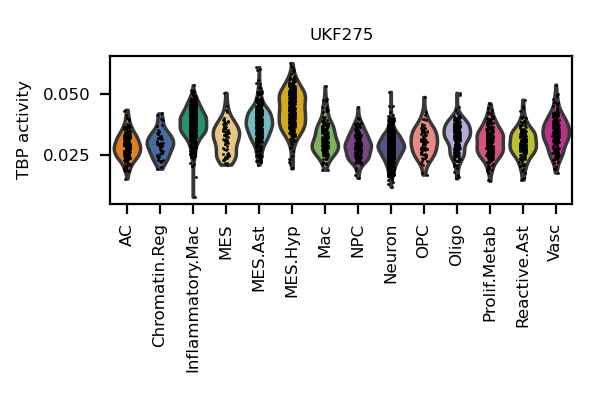 UKF275
TBP activity
0.050
0.025
AC
Chromatin.Reg
Inflammatory.Mac
MES
MES.Ast
MES.Hyp
Mac
NPC
Neuron
OPC
Oligo
Prolif.Metab
Reactive.Ast
Vasc